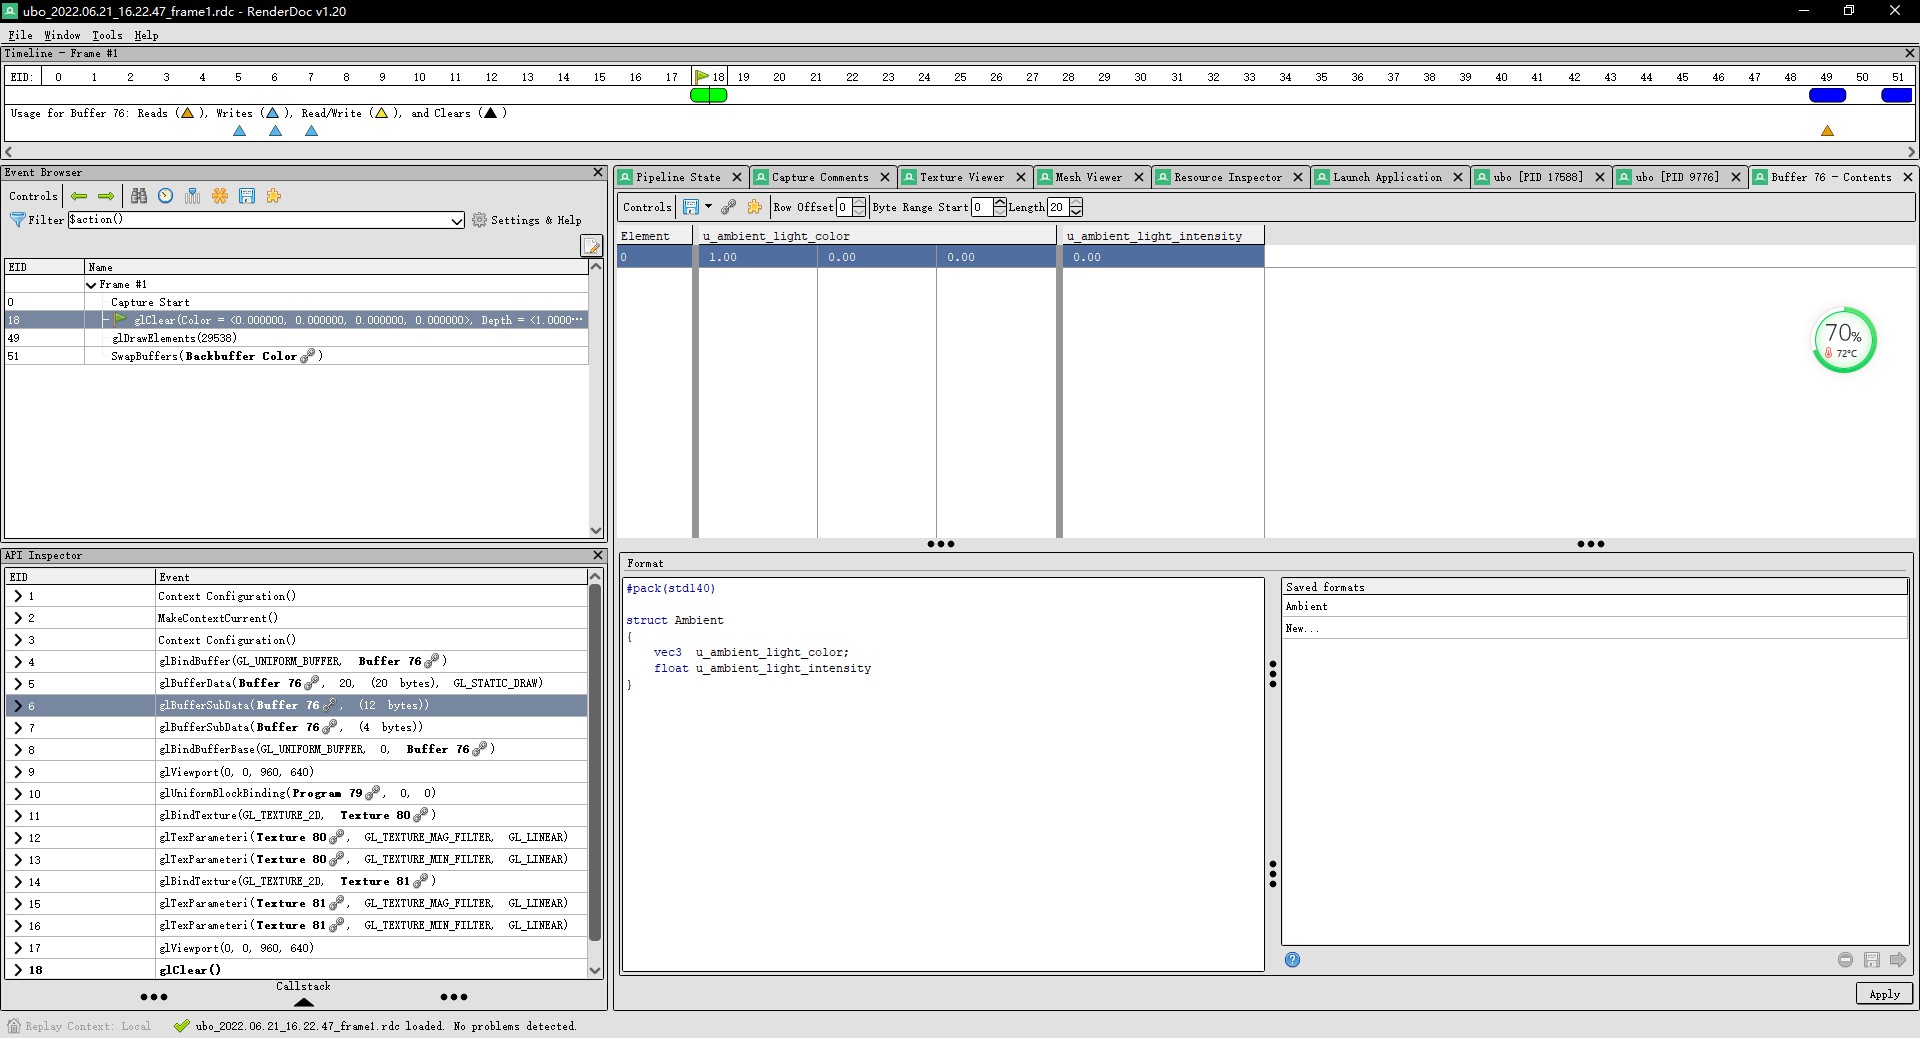 ubo_2022.06.21_16.22.47_frame1.rdc - RenderDoc v1.20
File Window Tools Help
Timeline - Frame #1
EID: 0 1 2 3 4 5 6 7 8 9 10 11 12 13 14 15 16 17 18 19 20 21 22 23 24 25 26 27 28 29 30 31 32 33 34 35 36 37 38 39 40 41 42 43 44 45 46 47 48 49 50 51
Usage for Buffer 76: Reads ( ), Writes ( ), Read/Write ( ), and Clears ( )
Event Browser
Controls
Filter $action() Settings & Help
EID Name
Frame #1
0 Capture Start
18 glClear(Color = <0.000000, 0.000000, 0.000000, 0.000000>, Depth = <1.0000...
49 glDrawElements(29538)
51 SwapBuffers(Backbuffer Color )
API Inspector
EID Event
1 Context Configuration()
2 MakeContextCurrent()
3 Context Configuration()
4 glBindBuffer(GL_UNIFORM_BUFFER, Buffer 76 )
5 glBufferData(Buffer 76 , 20, (20 bytes), GL_STATIC_DRAW)
6 glBufferSubData(Buffer 76 , (12 bytes))
7 glBufferSubData(Buffer 76 , (4 bytes))
8 glBindBufferBase(GL_UNIFORM_BUFFER, 0, Buffer 76 )
9 glViewport(0, 0, 960, 640)
10 glUniformBlockBinding(Program 79 , 0, 0)
11 glBindTexture(GL_TEXTURE_2D, Texture 80 )
12 glTexParameteri(Texture 80 , GL_TEXTURE_MAG_FILTER, GL_LINEAR)
13 glTexParameteri(Texture 80 , GL_TEXTURE_MIN_FILTER, GL_LINEAR)
14 glBindTexture(GL_TEXTURE_2D, Texture 81 )
15 glTexParameteri(Texture 81 , GL_TEXTURE_MAG_FILTER, GL_LINEAR)
16 glTexParameteri(Texture 81 , GL_TEXTURE_MIN_FILTER, GL_LINEAR)
17 glViewport(0, 0, 960, 640)
18 glClear()
Callstack
Pipeline State Capture Comments Texture Viewer Mesh Viewer Resource Inspector Launch Application ubo [PID 17588] ubo [PID 9776] Buffer 76 - Contents
Controls Row Offset 0 Byte Range Start 0 Length 20
Element u_ambient_light_color u_ambient_light_intensity
0 1.00 0.00 0.00 0.00
70%
72°C
Format
#pack(std140)
struct Ambient
{
vec3 u_ambient_light_color;
float u_ambient_light_intensity
}
Saved formats
Ambient
New...
Apply
Replay Context: Local ubo_2022.06.21_16.22.47_frame1.rdc loaded. No problems detected.